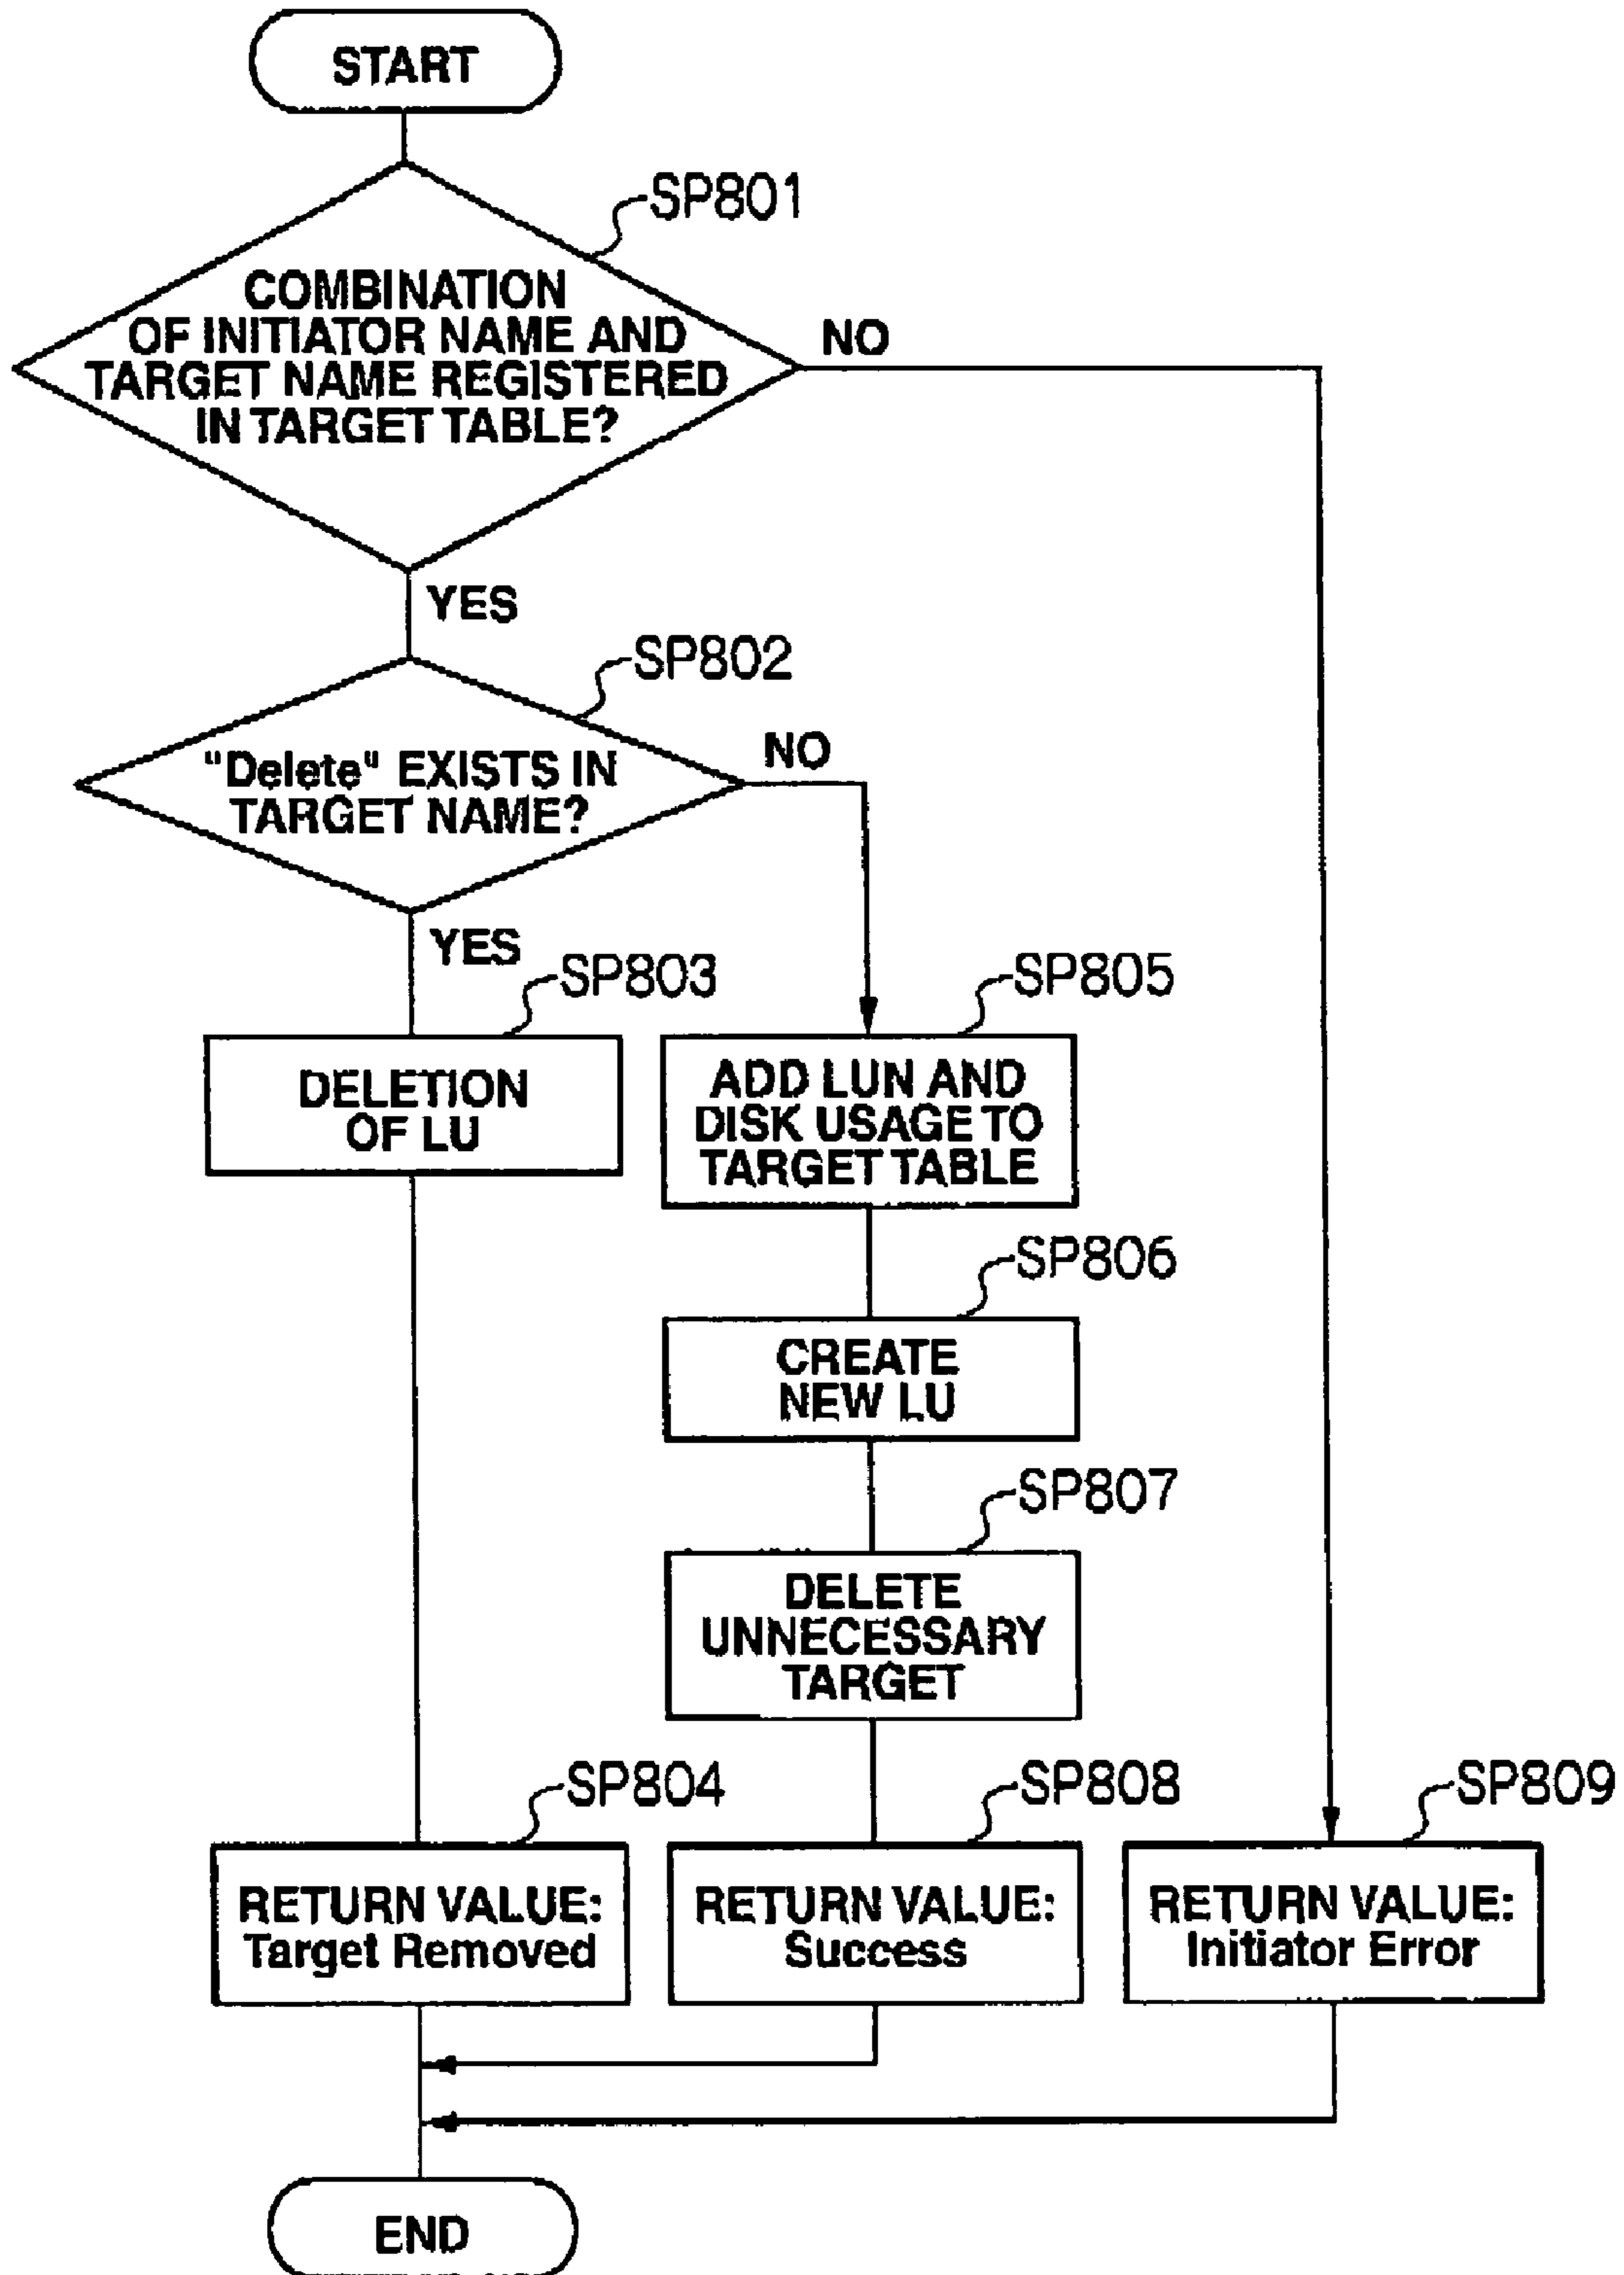 START
SP801
COMBINATION
OF INITIATOR NAME AND
TARGET NAME REGISTERED
IN TARGET TABLE?
NO
YES
SP802
"Delete" EXISTS IN
TARGET NAME?
NO
YES
SP803
DELETION
OF LU
SP805
ADD LUN AND
DISK USAGE TO
TARGET TABLE
SP806
CREATE
NEW LU
SP807
DELETE
UNNECESSARY
TARGET
SP804
RETURN VALUE:
Target Removed
SP808
RETURN VALUE:
Success
SP809
RETURN VALUE:
Initiator Error
END